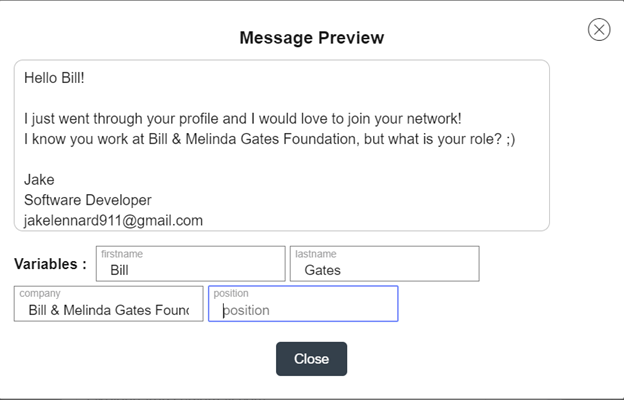 Message Preview
Hello Bill!
I just went through your profile and I would love to join your network!
I know you work at Bill & Melinda Gates Foundation, but what is your role? ;)
Jake
Software Developer
jakelennard911@gmail.com
Variables :
firstname
Bill
lastname
Gates
company
Bill & Melinda Gates Foun
position
position
Close